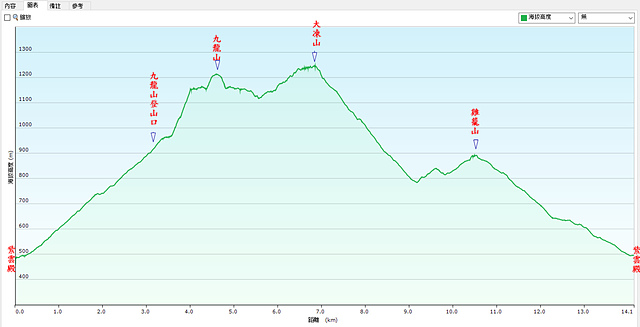 內容 圖表 備註 參考
縮放
海拔高度
無
大凍山
九龍山
九龍山登山口
雞籠山
紫雲殿
紫雲殿
海拔高度 (m)
1300
1200
1100
1000
900
800
700
600
500
400
0.0 1.0 2.0 3.0 4.0 5.0 6.0 7.0 8.0 9.0 10.0 11.0 12.0 13.0 14.1
距離 (km)